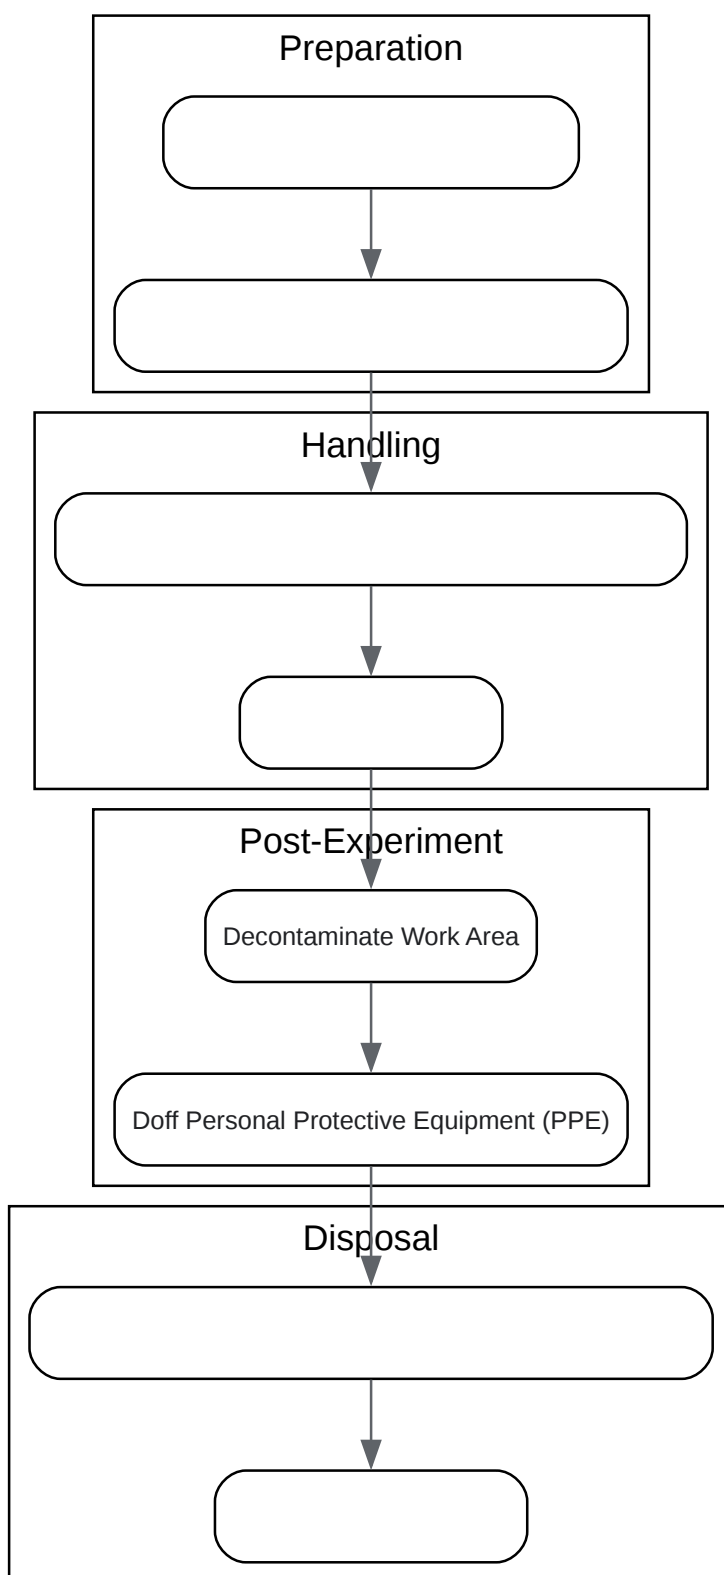 Preparation
Handling
Post-Experiment
Decontaminate Work Area
Doff Personal Protective Equipment (PPE)
Disposal